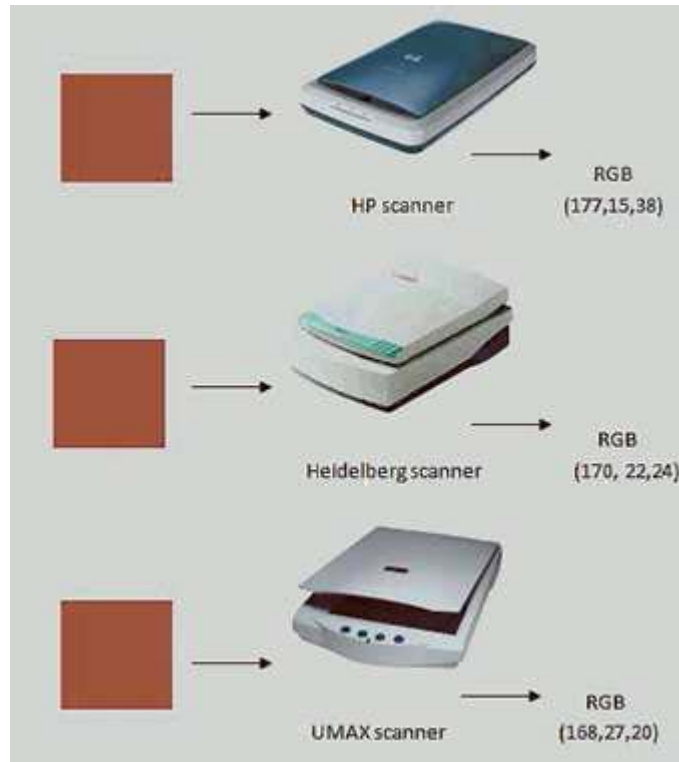 RGB
HP scanner (177,15,38)
RGB
Heidelberg scanner (170, 22,24)
RGB
UMAX scanner (168,27,20)